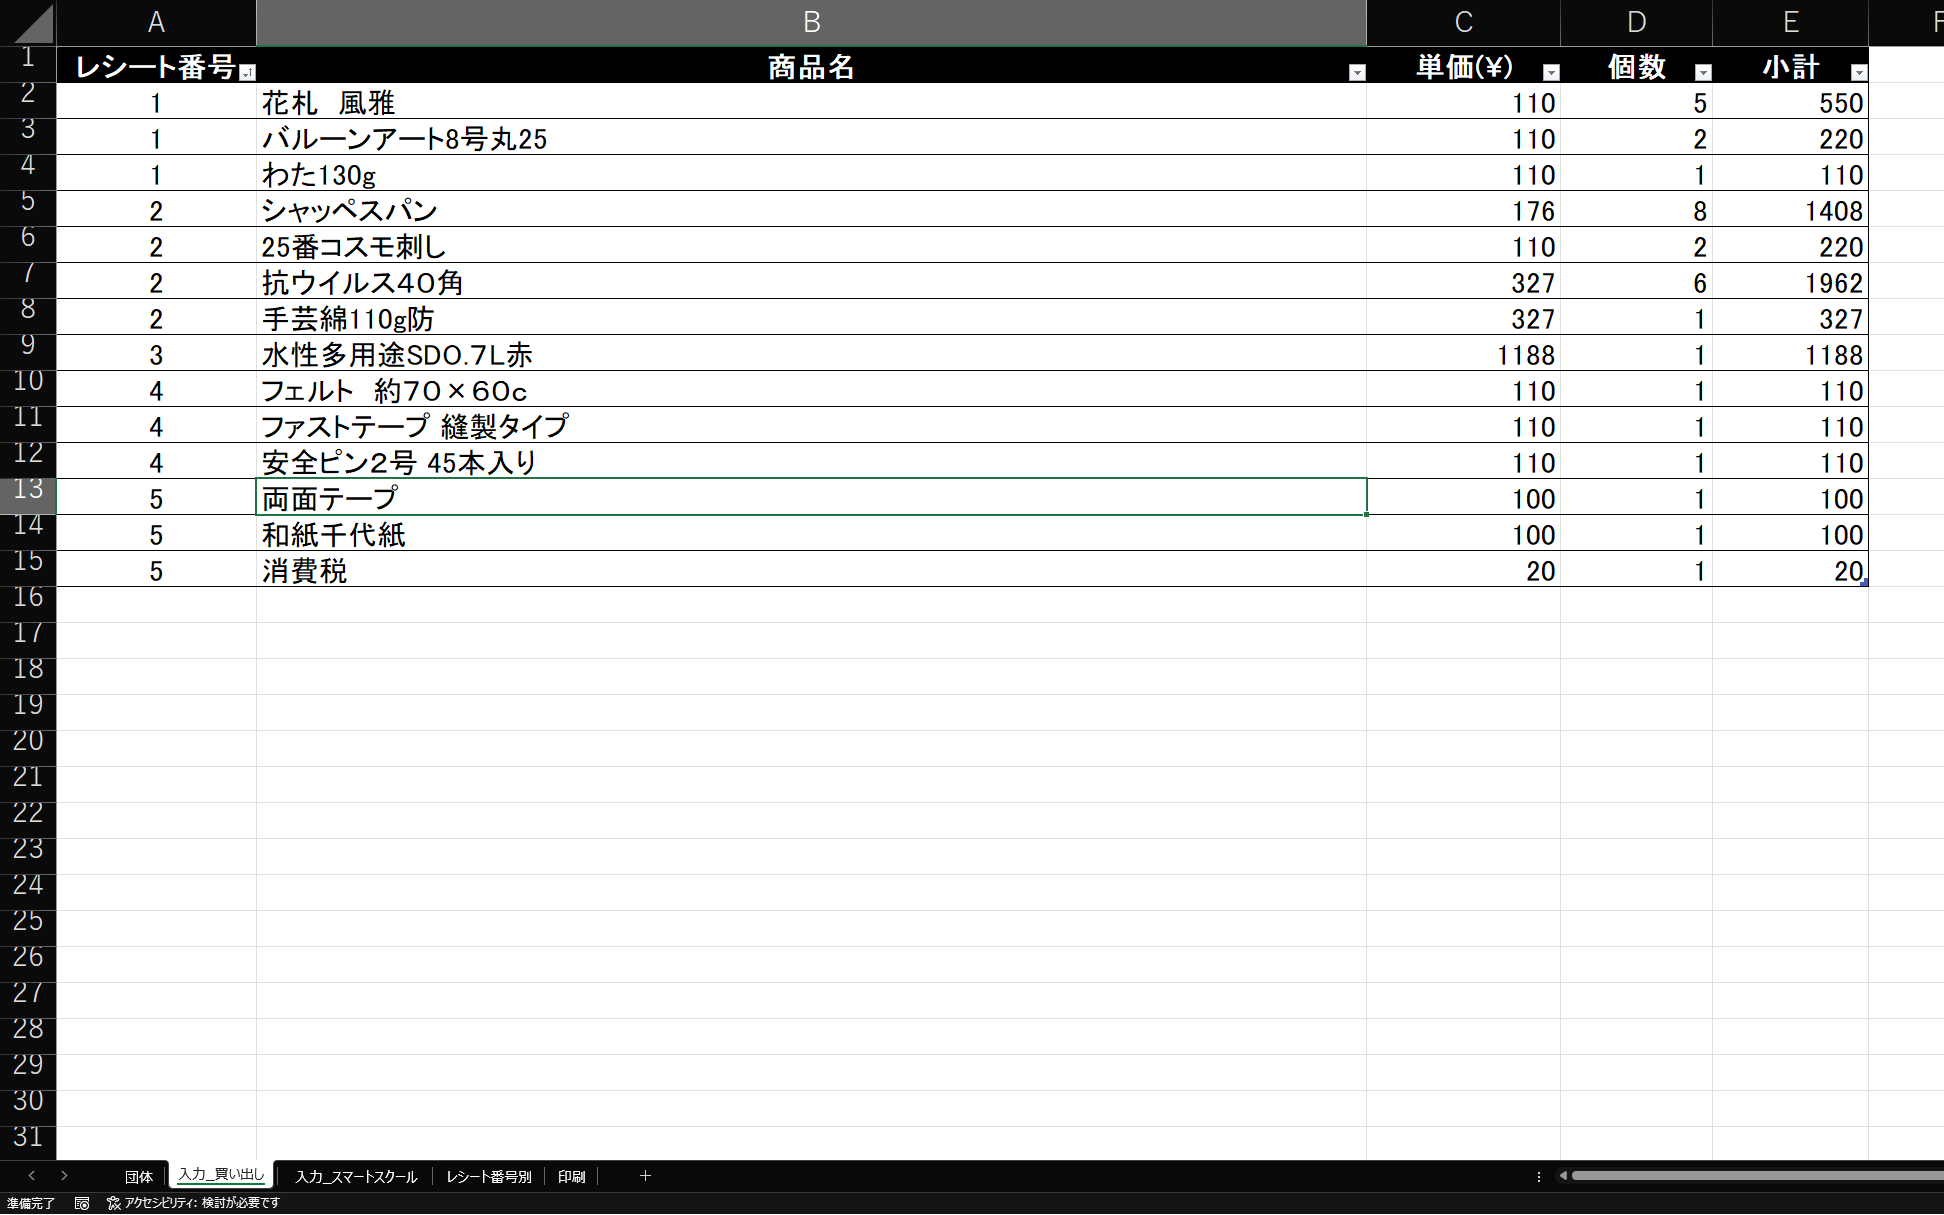 A B C D E F
1 レシート番号 商品名 単価(¥) 個数 小計
2 1 花札　風雅 110 5 550
3 1 バルーンアート8号丸25 110 2 220
4 1 わた130g 110 1 110
5 2 シャッペスパン 176 8 1408
6 2 25番コスモ刺し 110 2 220
7 2 抗ウイルス４０角 327 6 1962
8 2 手芸綿110g防 327 1 327
9 3 水性多用途SD０.７L赤 1188 1 1188
10 4 フェルト　約７０×６０c 110 1 110
11 4 ファストテープ 縫製タイプ 110 1 110
12 4 安全ピン２号 45本入り 110 1 110
13 5 両面テープ 100 1 100
14 5 和紙千代紙 100 1 100
15 5 消費税 20 1 20
16
17
18
19
20
21
22
23
24
25
26
27
28
29
30
31
団体 入力_買い出し 入力_スマートスクール レシート番号別 印刷 +
準備完了 アクセシビリティ: 検討が必要です